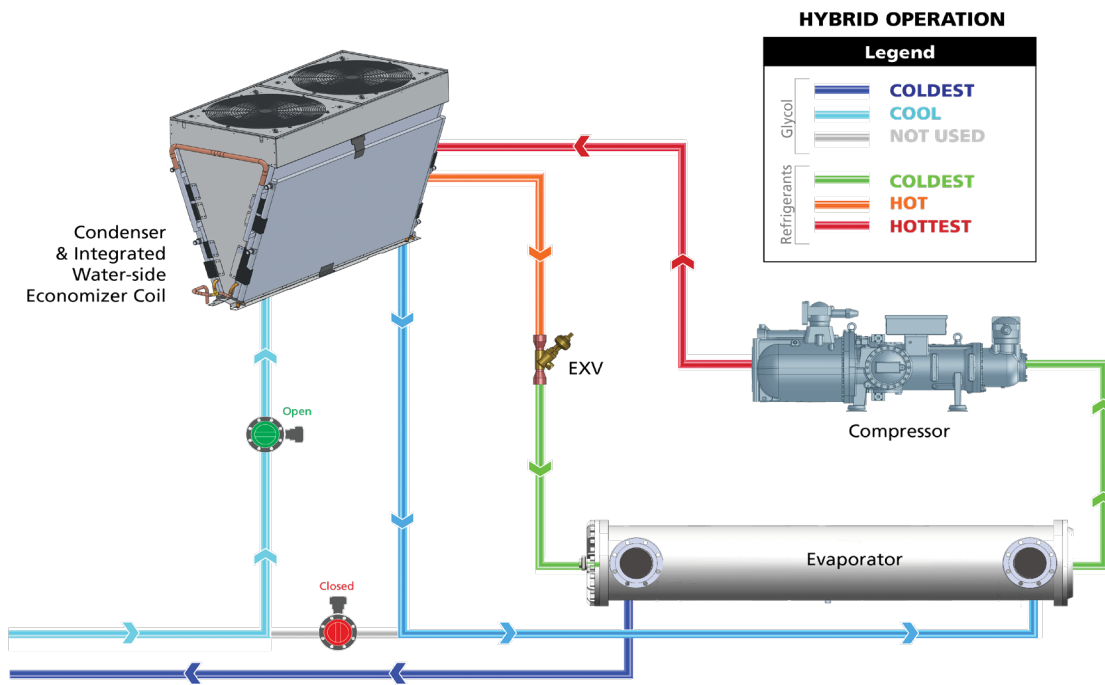 HYBRID OPERATION
Legend
Glycol
COLDEST
COOL
NOT USED
Refrigerants
COLDEST
HOT
HOTTEST
Condenser
& Integrated
Water-side
Economizer Coil
EXV
Compressor
Open
Evaporator
Closed